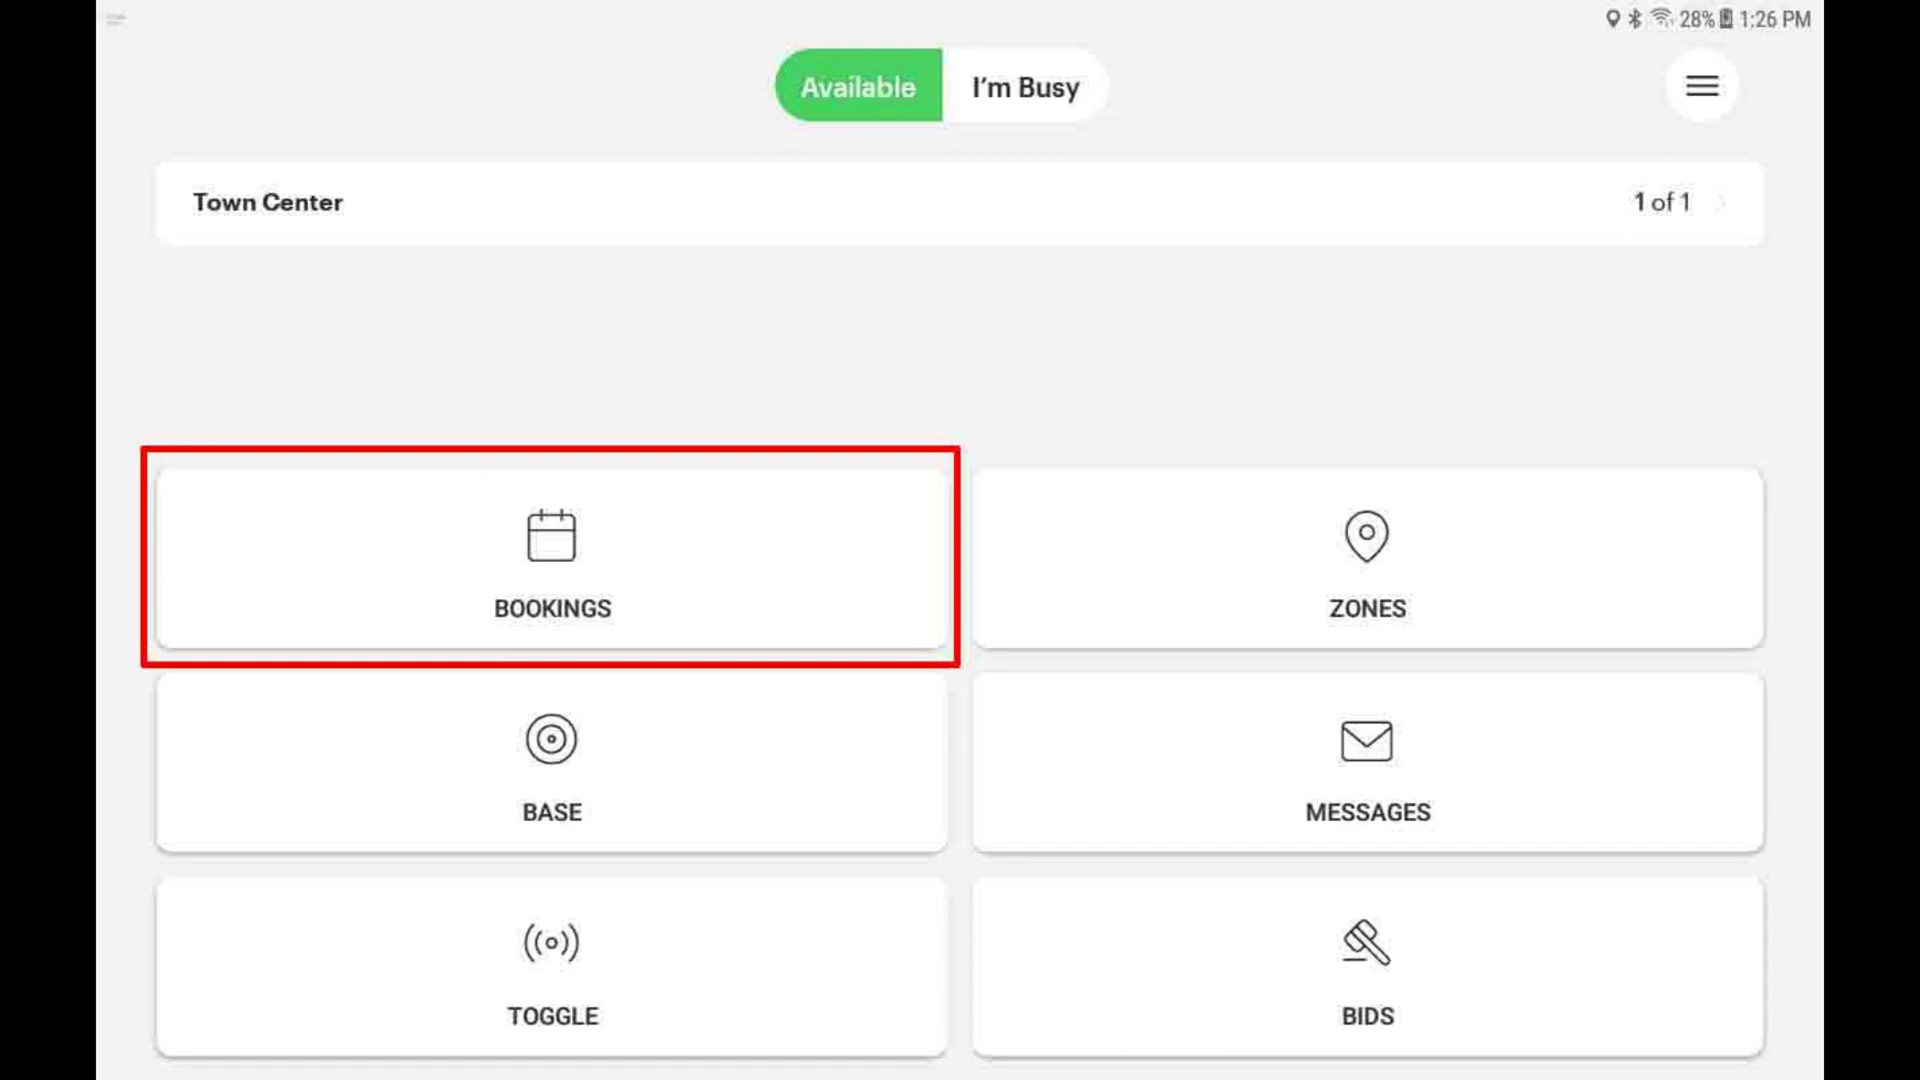 28% 1:26 PM
Available I'm Busy
Town Center 1 of 1
BOOKINGS ZONES
BASE MESSAGES
TOGGLE BIDS